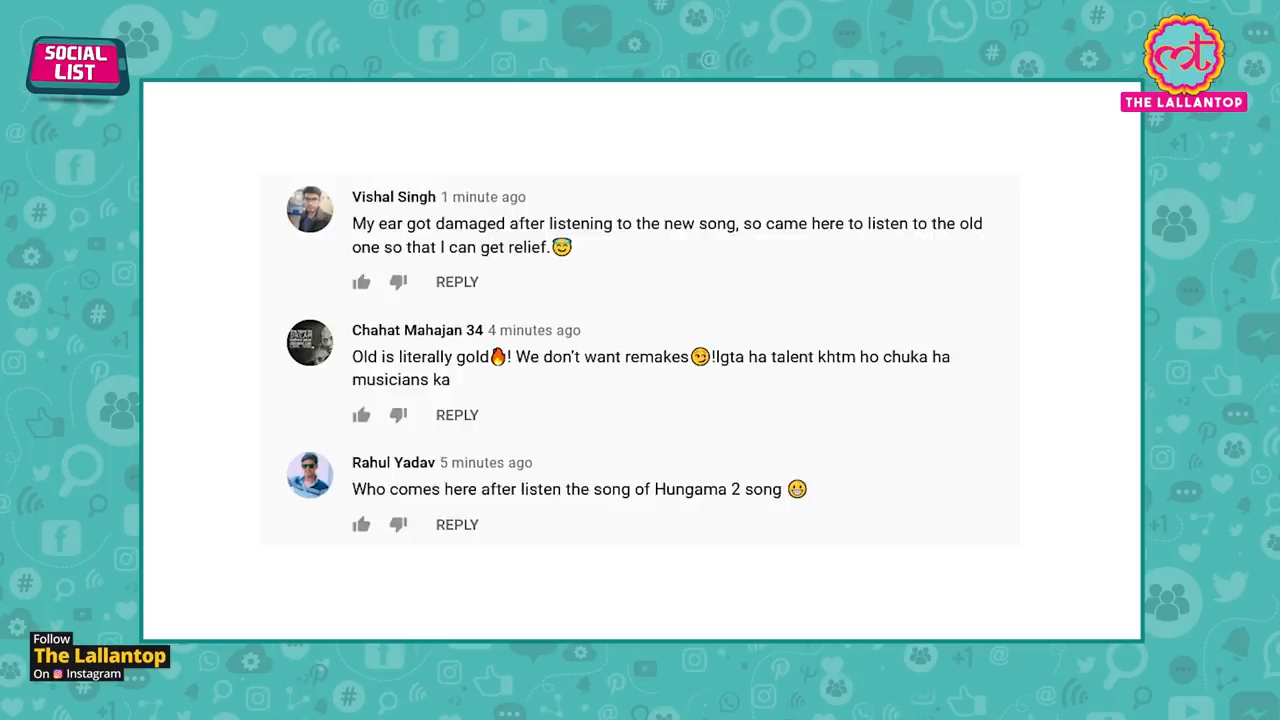 SOCIAL
LIST
मत
THE LALLANTOP
Vishal Singh 1 minute ago
My ear got damaged after listening to the new song, so came here to listen to the old
one so that I can get relief.😇
REPLY
Chahat Mahajan 34 4 minutes ago
Old is literally gold🔥! We don't want remakes😏!lgta ha talent khtm ho chuka ha
musicians ka
REPLY
Rahul Yadav 5 minutes ago
Who comes here after listen the song of Hungama 2 song 😬
REPLY
Follow
The Lallantop
On Instagram